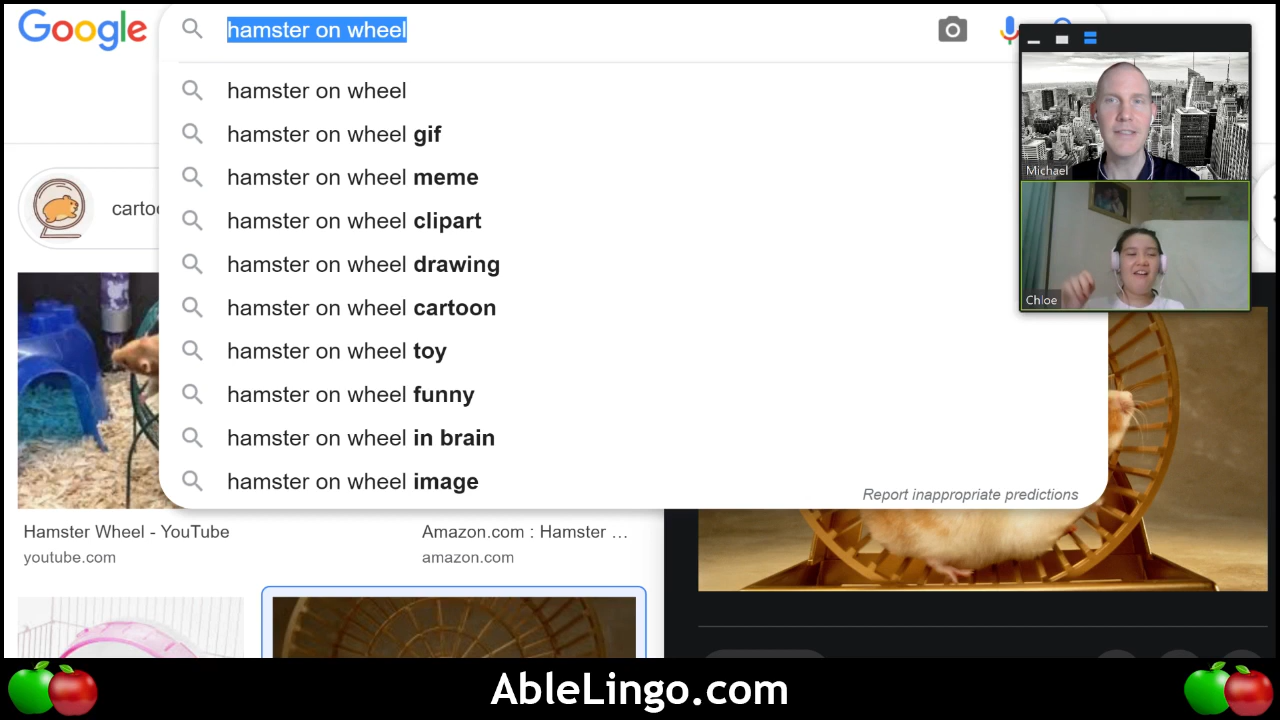 Google
hamster on wheel
hamster on wheel
hamster on wheel gif
hamster on wheel meme
hamster on wheel clipart
hamster on wheel drawing
hamster on wheel cartoon
hamster on wheel toy
hamster on wheel funny
hamster on wheel in brain
hamster on wheel image
Report inappropriate predictions
Michael
Chloe
Hamster Wheel - YouTube
youtube.com
Amazon.com : Hamster …
amazon.com
AbleLingo.com